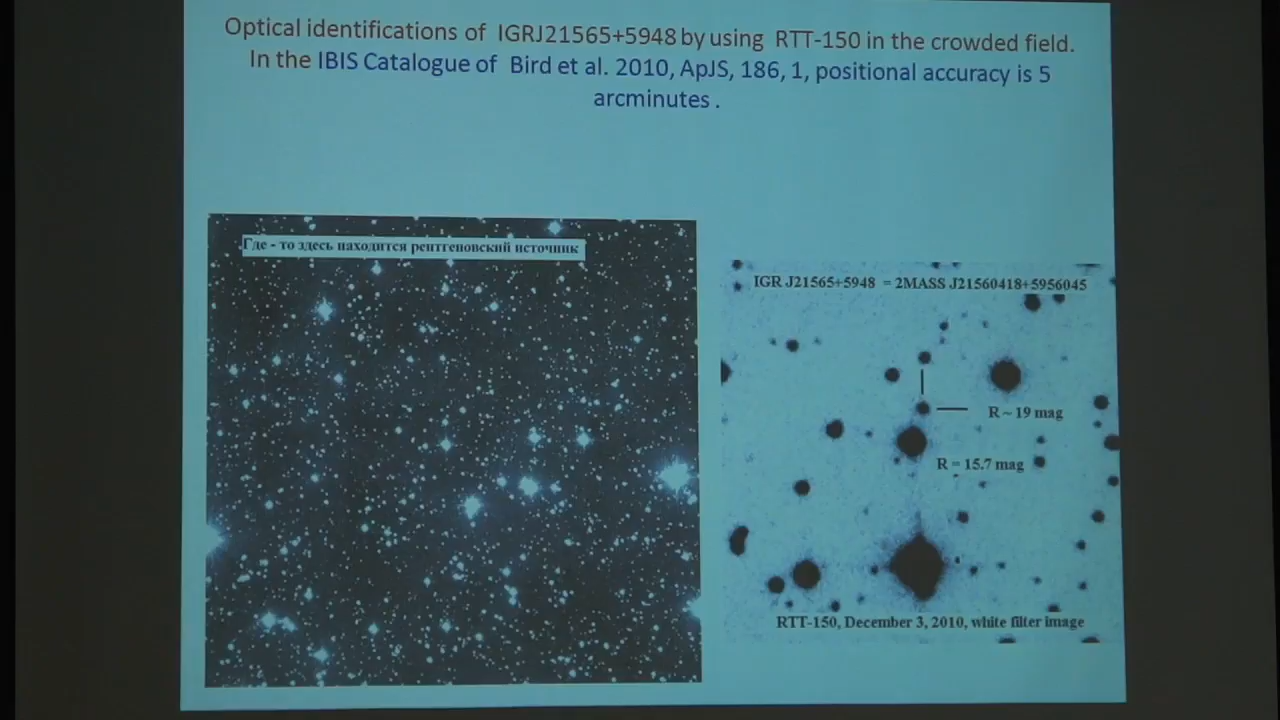 Optical identifications of IGRJ21565+5948 by using RTT-150 in the crowded field.
In the IBIS Catalogue of Bird et al. 2010, ApJS, 186, 1, positional accuracy is 5
arcminutes .
Где - то здесь находится рентгеновский источник
IGR J21565+5948 = 2MASS J21560418+5956045
R ~ 19 mag
R = 15.7 mag
RTT-150, December 3, 2010, white filter image